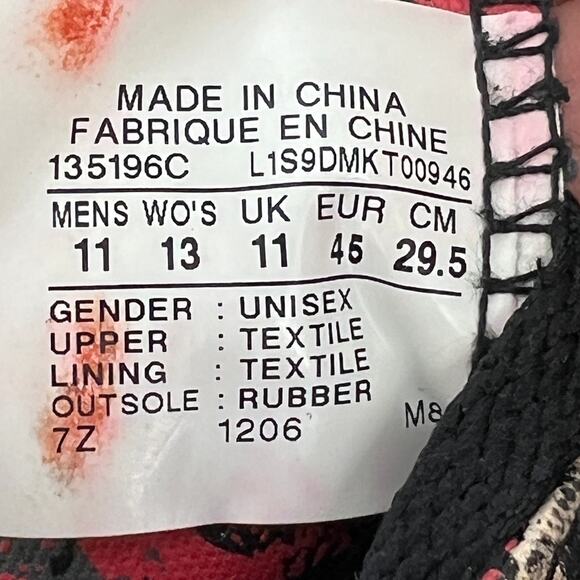 MADE IN CHINA
FABRIQUE EN CHINE
135196C L1S9DMKT00946
MENS WO'S UK EUR CM
11 13 11 45 29.5
GENDER : UNISEX
UPPER : TEXTILE
LINING : TEXTILE
OUTSOLE : RUBBER
7Z 1206 M8